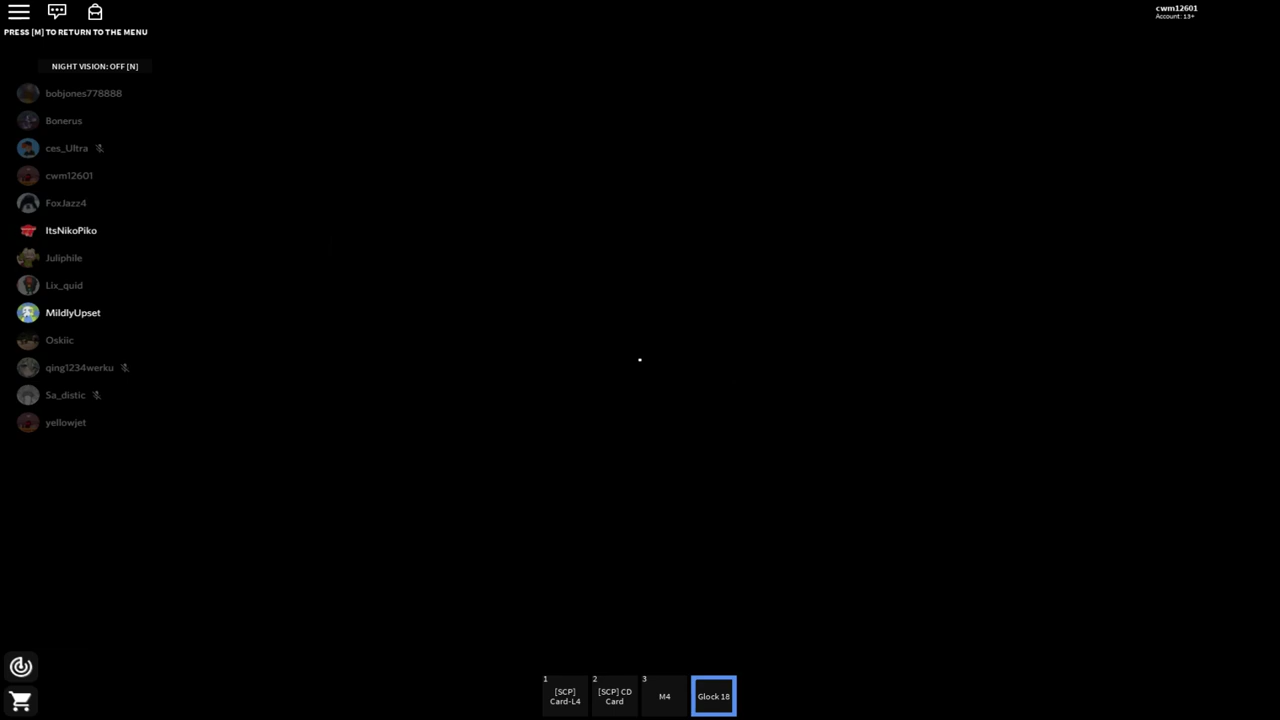 cwm12601
Account: 13+
PRESS [M] TO RETURN TO THE MENU
NIGHT VISION: OFF [N]
bobjones778888
Bonerus
ces_Ultra
cwm12601
FoxJazz4
ItsNikoPiko
Juliphile
Lix_quid
MildlyUpset
Oskiic
qing1234werku
Sa_distic
yellowjet
1
[SCP]
Card-L4
2
[SCP] CD
Card
3
M4
Glock 18